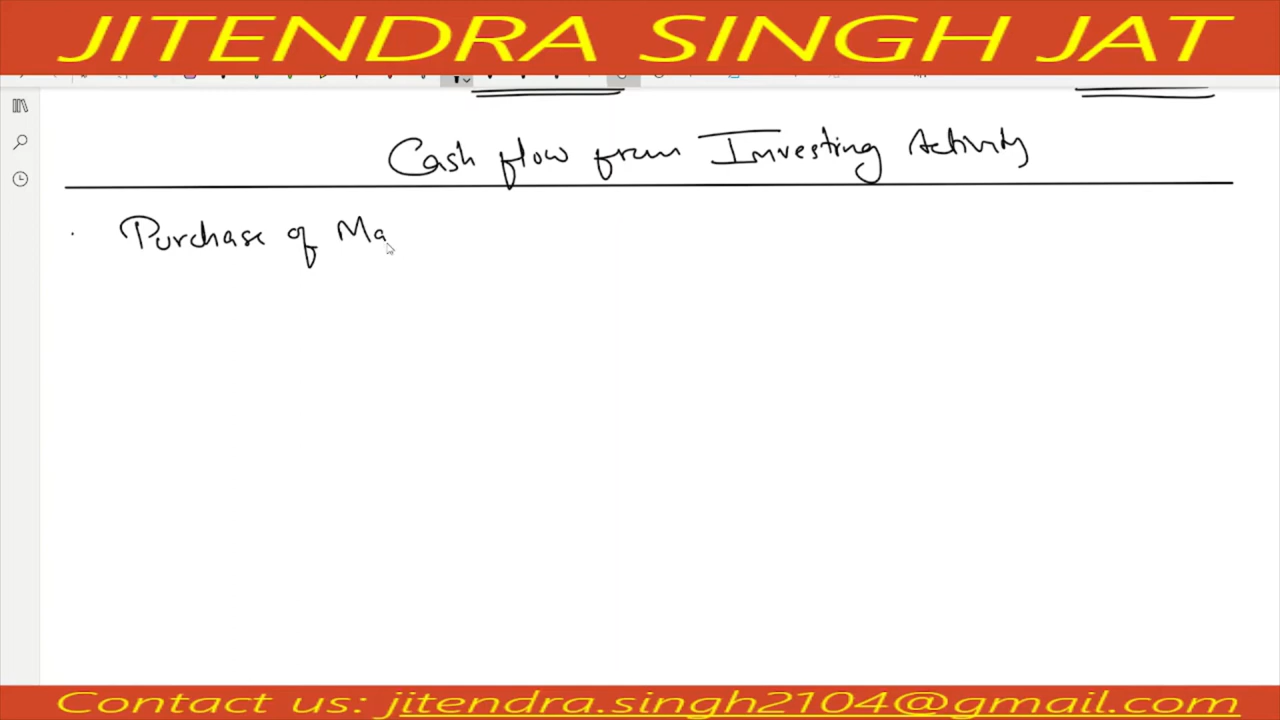 JITENDRA SINGH JAT
Cash flow from Investing Activity
Purchase of Ma
Contact us: jitendra.singh2104@gmail.com